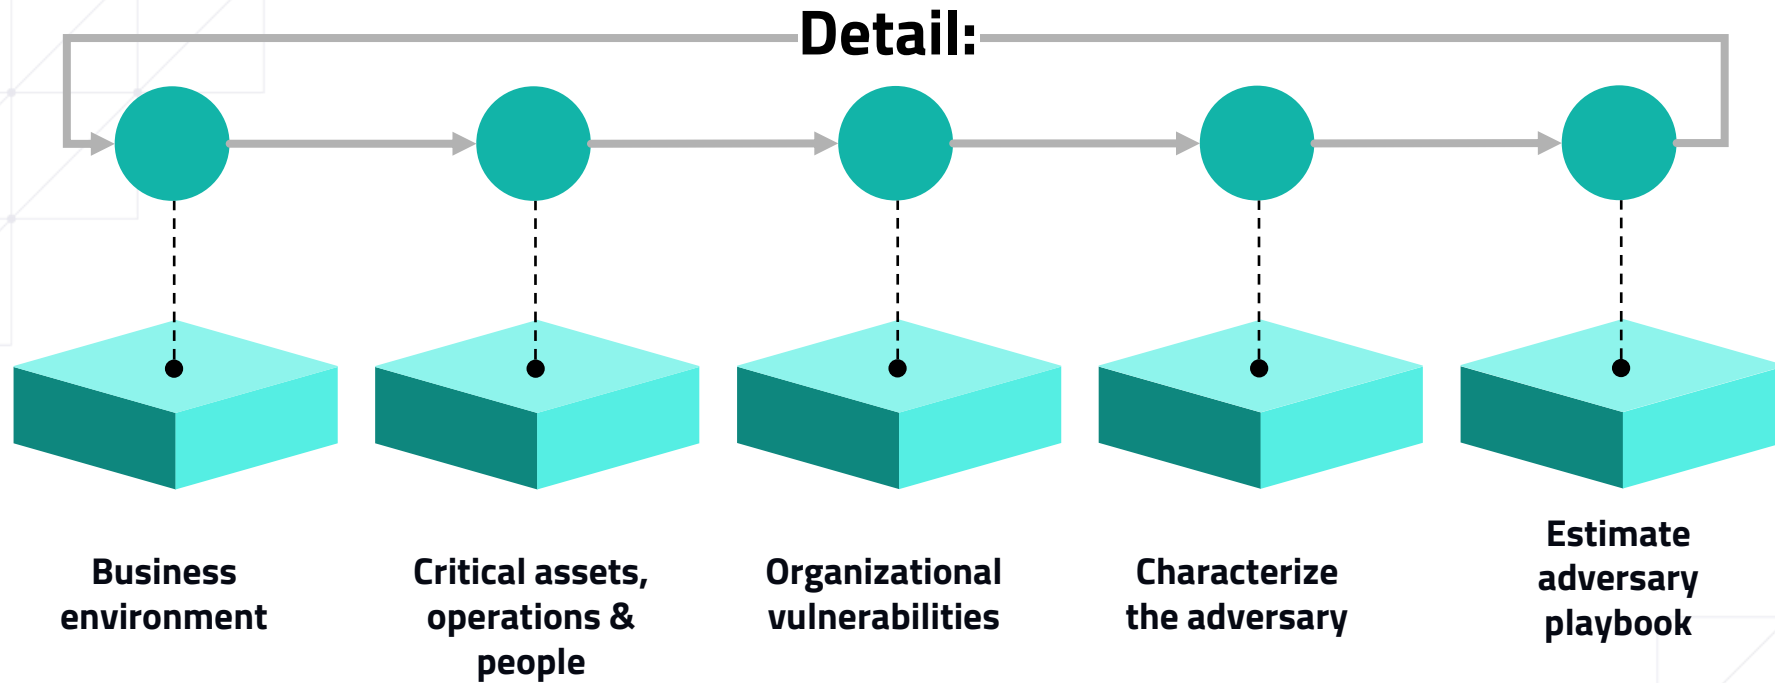 Detail:
Business
environment
Critical assets,
operations &
people
Organizational
vulnerabilities
Characterize
the adversary
Estimate
adversary
playbook